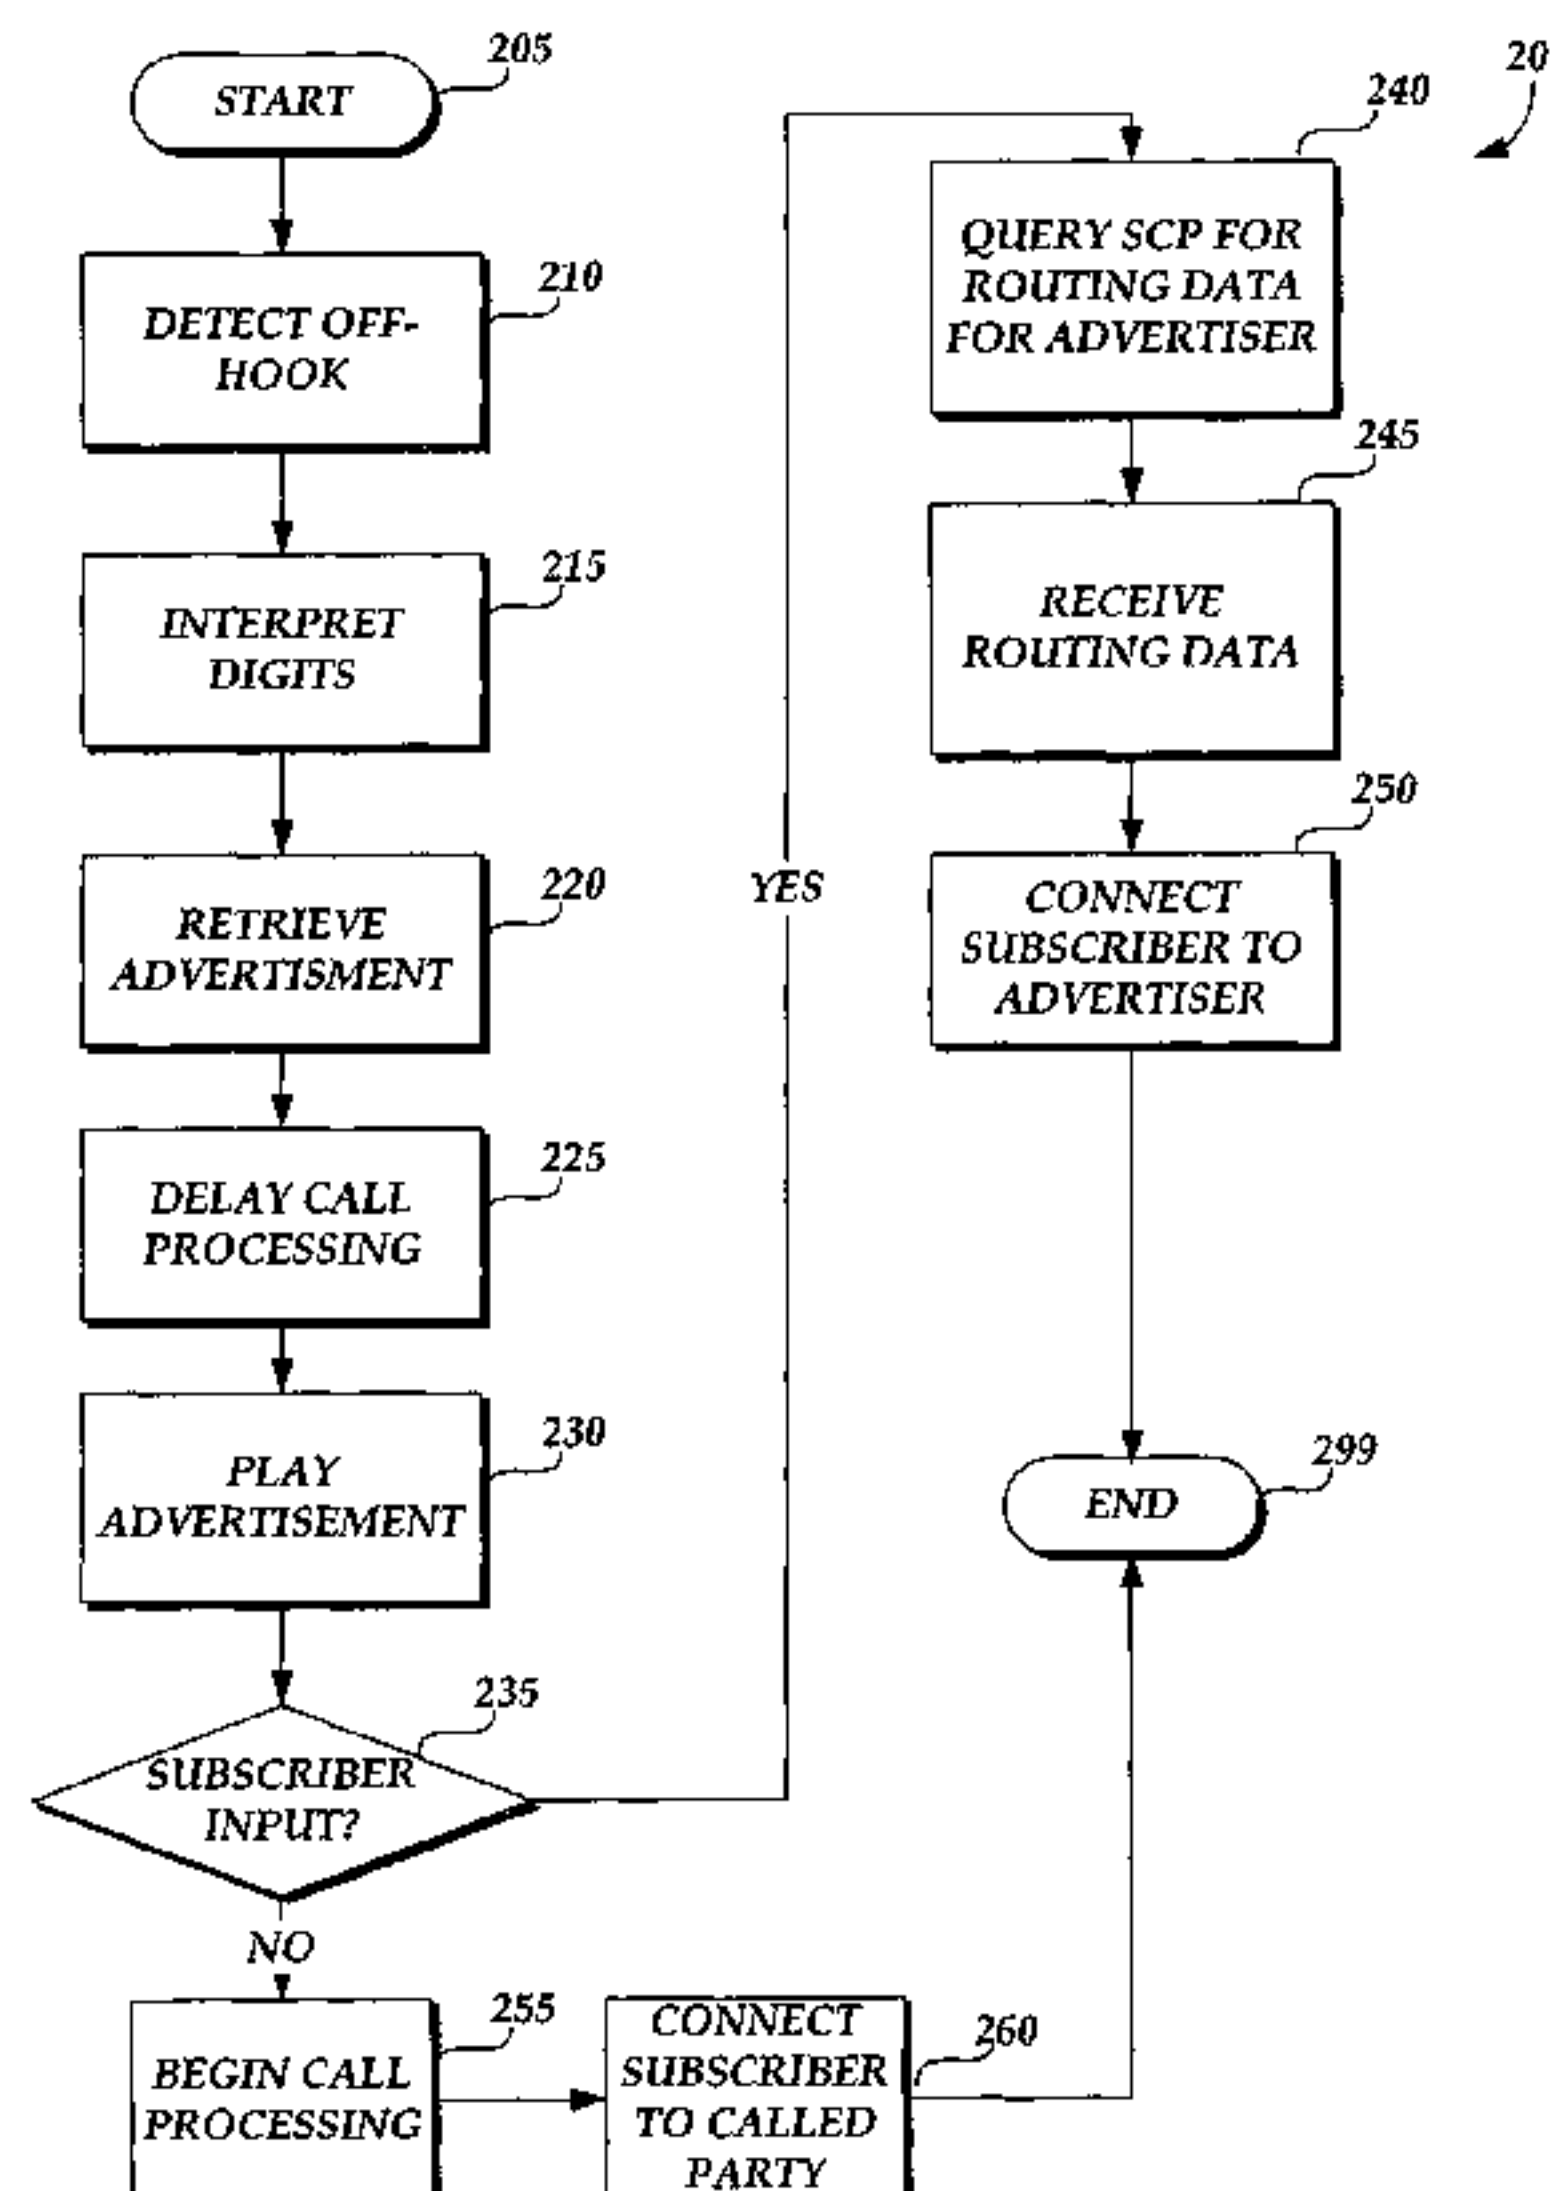 START
205
DETECT OFF-
HOOK
210
INTERPRET
DIGITS
215
RETRIEVE
ADVERTISMENT
220
DELAY CALL
PROCESSING
225
PLAY
ADVERTISEMENT
230
SUBSCRIBER
INPUT?
235
NO
YES
BEGIN CALL
PROCESSING
255
CONNECT
SUBSCRIBER
TO CALLED
PARTY
260
20
QUERY SCP FOR
ROUTING DATA
FOR ADVERTISER
240
RECEIVE
ROUTING DATA
245
CONNECT
SUBSCRIBER TO
ADVERTISER
250
END
299